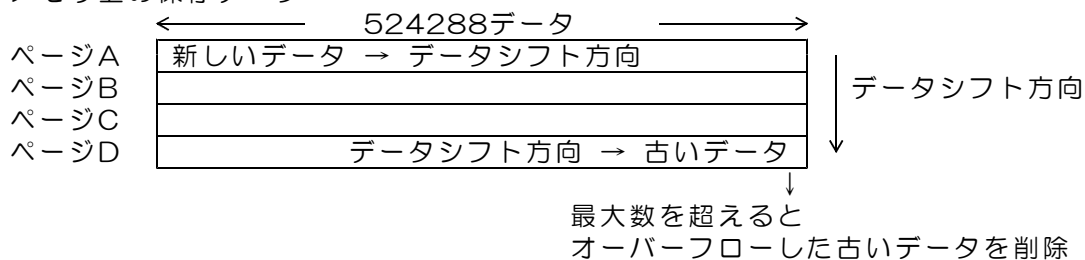 524288データ
ページA 新しいデータ → データシフト方向
ページB データシフト方向
ページC
ページD データシフト方向 → 古いデータ
最大数を超えると
オーバーフローした古いデータを削除